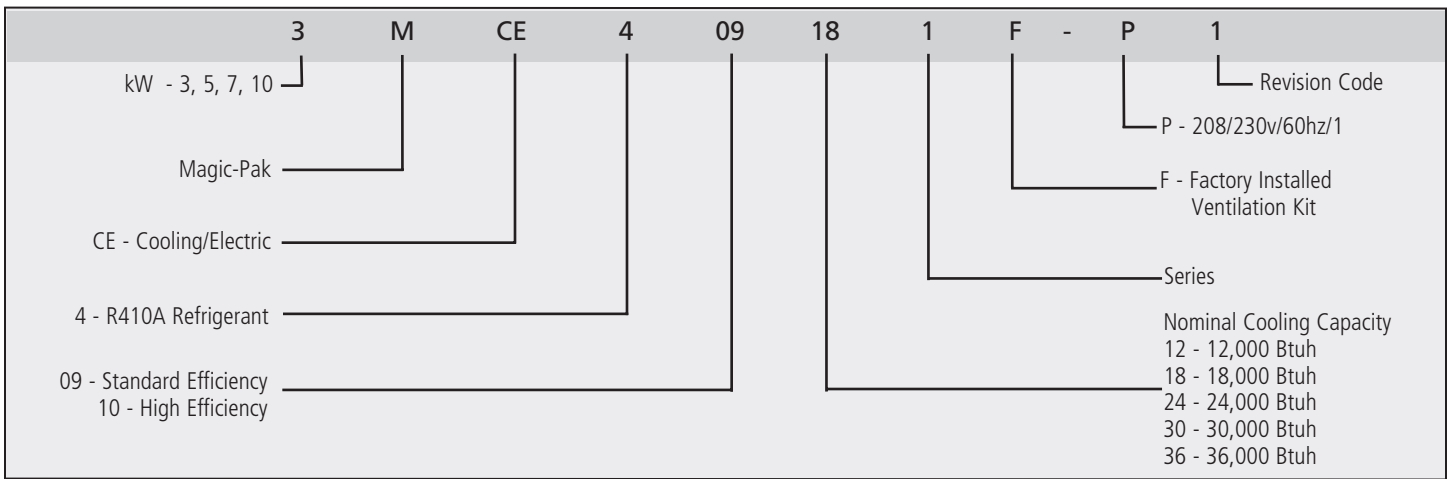 3 M CE 4 09 18 1 F - P 1
kW - 3, 5, 7, 10
Magic-Pak
CE - Cooling/Electric
4 - R410A Refrigerant
09 - Standard Efficiency
10 - High Efficiency
Revision Code
P - 208/230v/60hz/1
F - Factory Installed
Ventilation Kit
Series
Nominal Cooling Capacity
12 - 12,000 Btuh
18 - 18,000 Btuh
24 - 24,000 Btuh
30 - 30,000 Btuh
36 - 36,000 Btuh